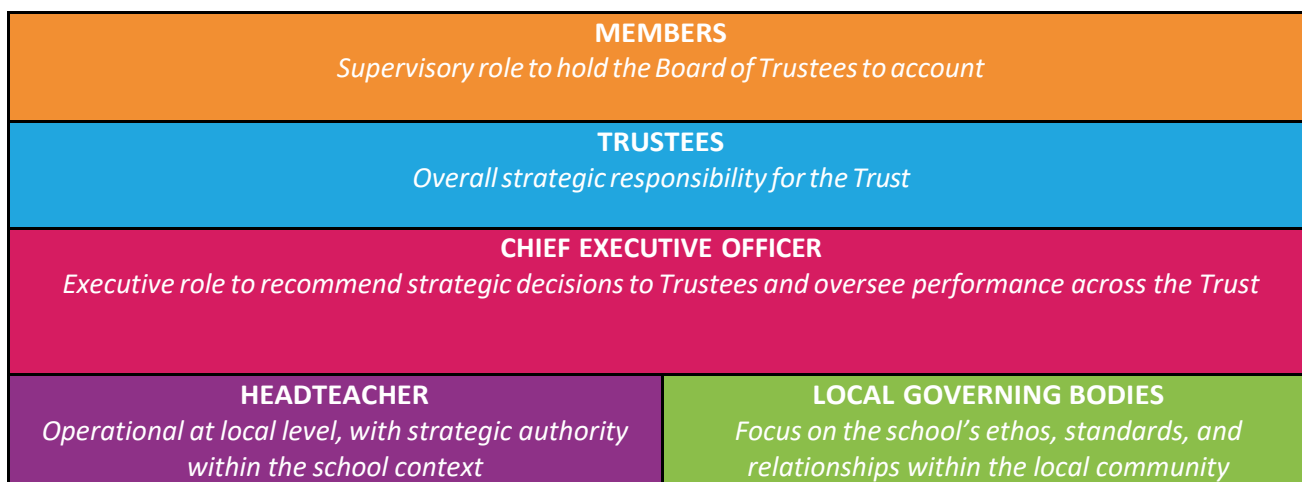 MEMBERS
Supervisory role to hold the Board of Trustees to account
TRUSTEES
Overall strategic responsibility for the Trust
CHIEF EXECUTIVE OFFICER
Executive role to recommend strategic decisions to Trustees and oversee performance across the Trust
HEADTEACHER
Operational at local level, with strategic authority
within the school context
LOCAL GOVERNING BODIES
Focus on the school’s ethos, standards, and
relationships within the local community